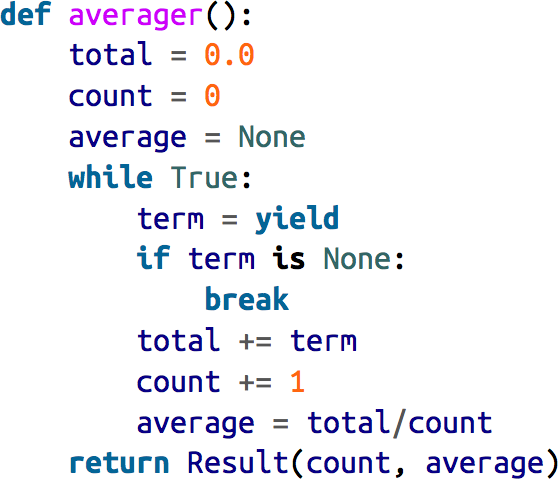 def averager():
    total = 0.0
    count = 0
    average = None
    while True:
        term = yield
        if term is None:
            break
        total += term
        count += 1
        average = total/count
    return Result(count, average)